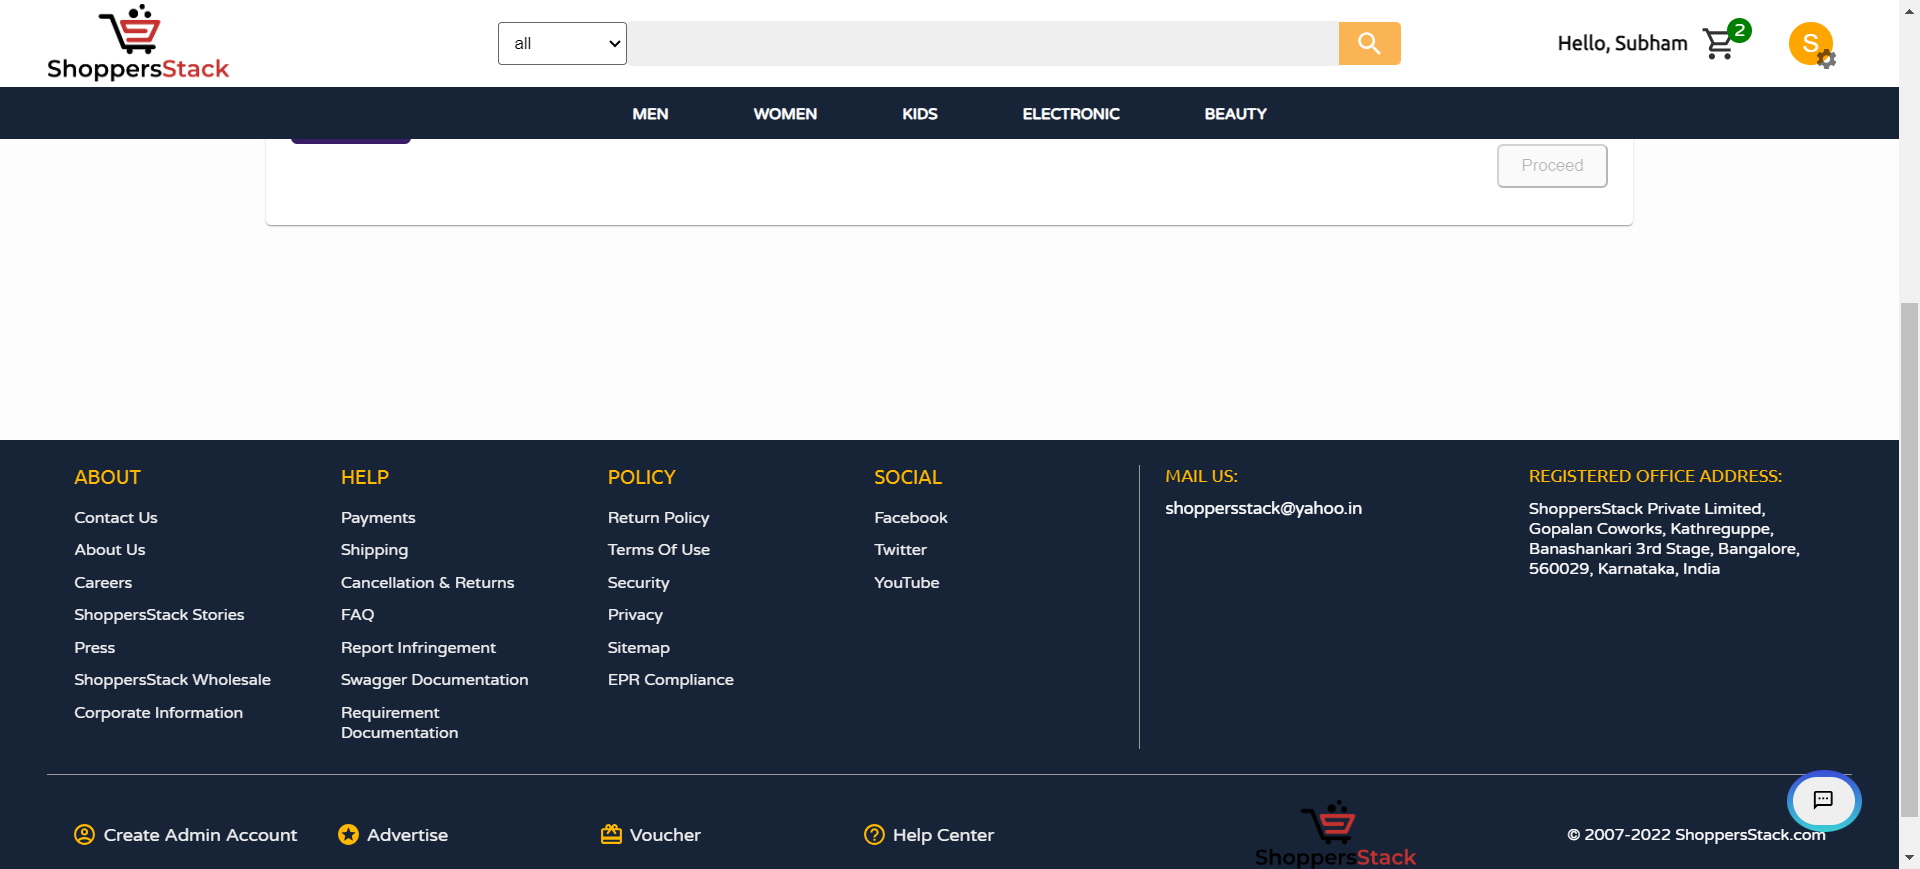 ShoppersStack
all
Hello, Subham
2
S
MEN
WOMEN
KIDS
ELECTRONIC
BEAUTY
Proceed
ABOUT
Contact Us
About Us
Careers
ShoppersStack Stories
Press
ShoppersStack Wholesale
Corporate Information
HELP
Payments
Shipping
Cancellation & Returns
FAQ
Report Infringement
Swagger Documentation
Requirement
Documentation
POLICY
Return Policy
Terms Of Use
Security
Privacy
Sitemap
EPR Compliance
SOCIAL
Facebook
Twitter
YouTube
MAIL US:
shoppersstack@yahoo.in
REGISTERED OFFICE ADDRESS:
ShoppersStack Private Limited,
Gopalan Coworks, Kathreguppe,
Banashankari 3rd Stage, Bangalore,
560029, Karnataka, India
Create Admin Account
Advertise
Voucher
Help Center
ShoppersStack
© 2007-2022 ShoppersStack.com